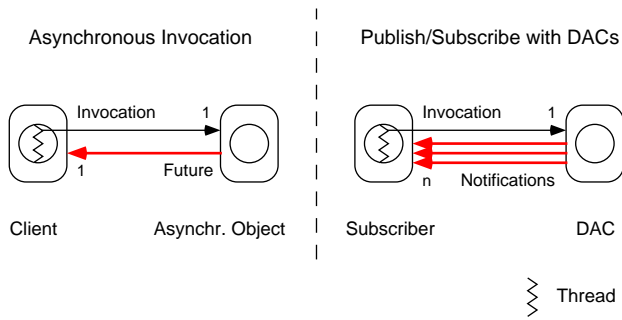 Asynchronous Invocation
Publish/Subscribe with DACs
Invocation 1
1 Future
Client
Asynchr. Object
Invocation 1
n Notifications
Subscriber
DAC
Thread